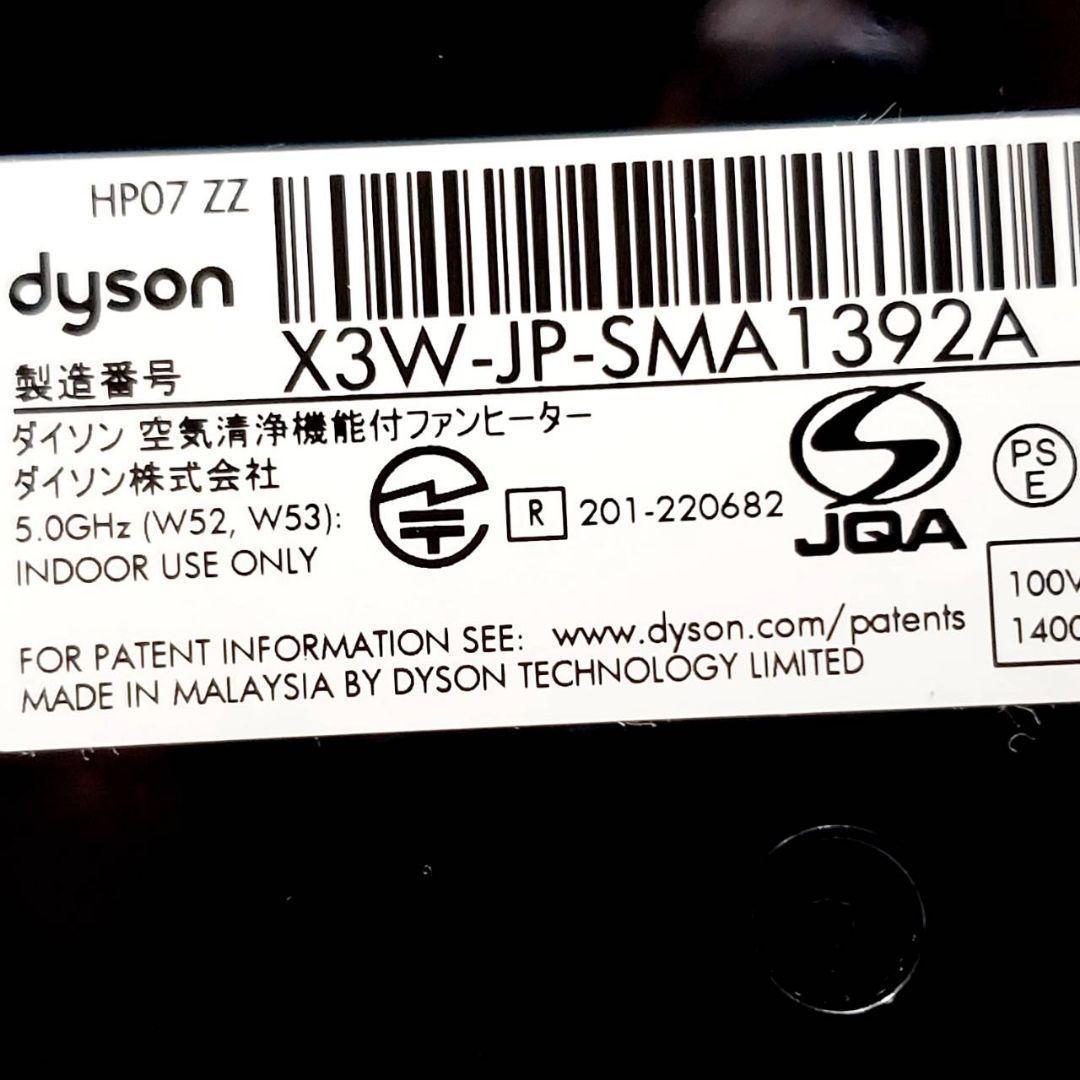 HP07 ZZ
dyson
製造番号 X3W-JP-SMA1392A
ダイソン 空気清浄機能付ファンヒーター
ダイソン株式会社
5.0GHz (W52, W53):
INDOOR USE ONLY
R 201-220682
JQA
PS
E
100V
FOR PATENT INFORMATION SEE: www.dyson.com/patents
MADE IN MALAYSIA BY DYSON TECHNOLOGY LIMITED